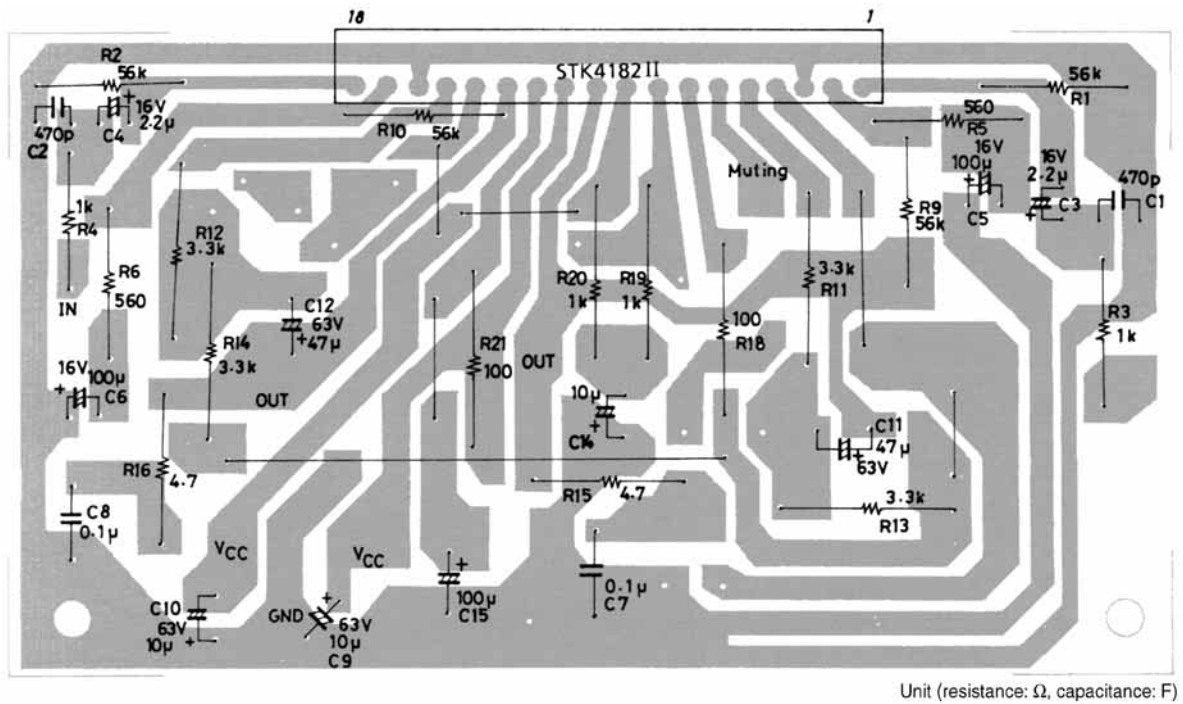 18
1
STK4182II
R2
56k
16V
470p
C4
2.2μ
C2
R10
56k
56k
R1
560
R5
16V
100μ
C5
16V
2.2μ
C3
470p
C1
Muting
1k
R4
R12
3.3k
R9
56k
R6
560
IN
C12
63V
47μ
R20
1k
R19
1k
3.3k
R11
R3
1k
R14
3.3k
R21
100
OUT
100
R18
16V
100μ
C6
OUT
10μ
C14
C11
47μ
63V
R16
4.7
R15
4.7
3.3k
R13
C8
0.1μ
VCC
VCC
C10
63V
10μ
GND
63V
10μ
C9
100μ
C15
0.1μ
C7
Unit (resistance: Ω, capacitance: F)